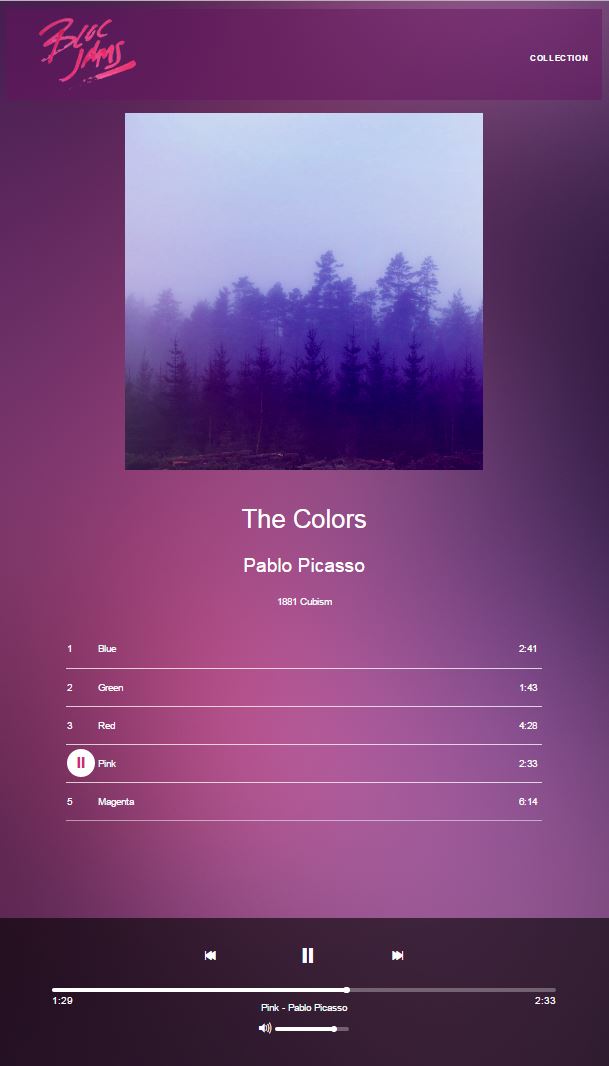 BLOC
JAMS
COLLECTION
The Colors
Pablo Picasso
1881 Cubism
1 Blue 2:41
2 Green 1:43
3 Red 4:28
Pink 2:33
5 Magenta 6:14
1:29 2:33
Pink - Pablo Picasso